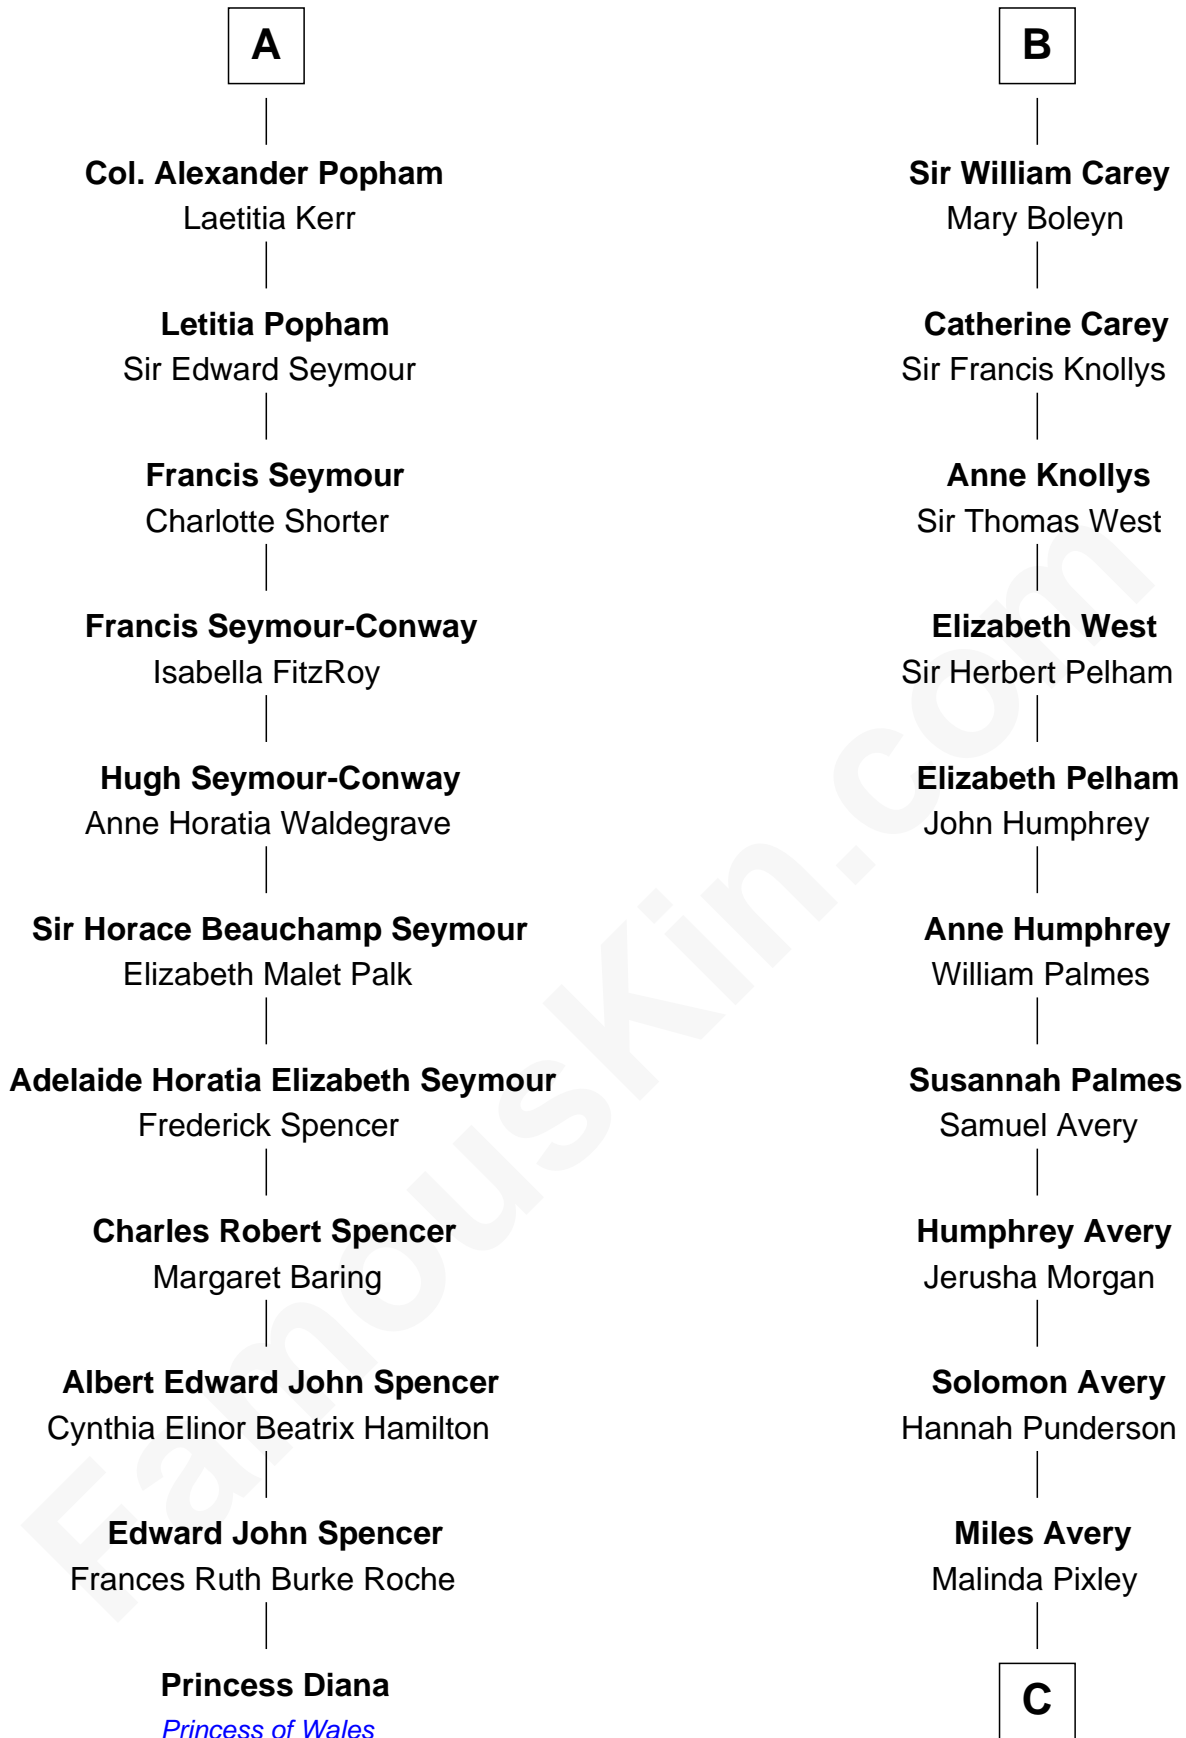 A
Col. Alexander Popham
Laetitia Kerr
Letitia Popham
Sir Edward Seymour
Francis Seymour
Charlotte Shorter
Francis Seymour-Conway
Isabella FitzRoy
Hugh Seymour-Conway
Anne Horatia Waldegrave
Sir Horace Beauchamp Seymour
Elizabeth Malet Palk
Adelaide Horatia Elizabeth Seymour
Frederick Spencer
Charles Robert Spencer
Margaret Baring
Albert Edward John Spencer
Cynthia Elinor Beatrix Hamilton
Edward John Spencer
Frances Ruth Burke Roche
Princess Diana
Princess of Wales
B
Sir William Carey
Mary Boleyn
Catherine Carey
Sir Francis Knollys
Anne Knollys
Sir Thomas West
Elizabeth West
Sir Herbert Pelham
Elizabeth Pelham
John Humphrey
Anne Humphrey
William Palmes
Susannah Palmes
Samuel Avery
Humphrey Avery
Jerusha Morgan
Solomon Avery
Hannah Punderson
Miles Avery
Malinda Pixley
C
FamousKin.com